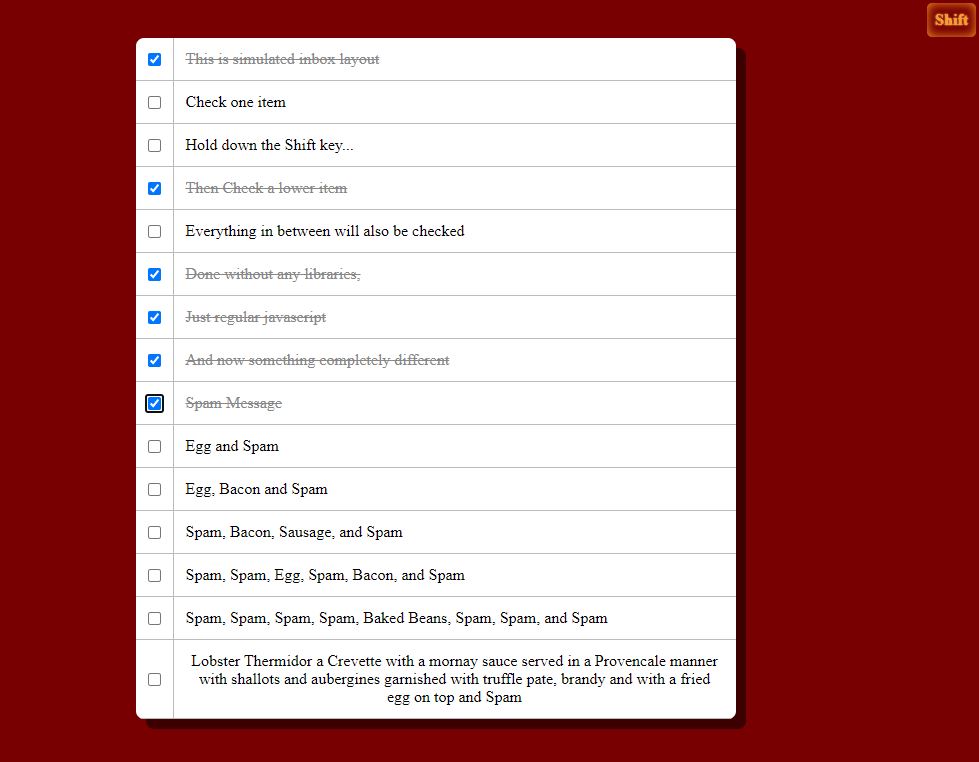 Shift
This is simulated inbox layout
Check one item
Hold down the Shift key...
Then Check a lower item
Everything in between will also be checked
Done without any libraries,
Just regular javascript
And now something completely different
Spam Message
Egg and Spam
Egg, Bacon and Spam
Spam, Bacon, Sausage, and Spam
Spam, Spam, Egg, Spam, Bacon, and Spam
Spam, Spam, Spam, Spam, Baked Beans, Spam, Spam, and Spam
Lobster Thermidor a Crevette with a mornay sauce served in a Provencale manner
with shallots and aubergines garnished with truffle pate, brandy and with a fried
egg on top and Spam